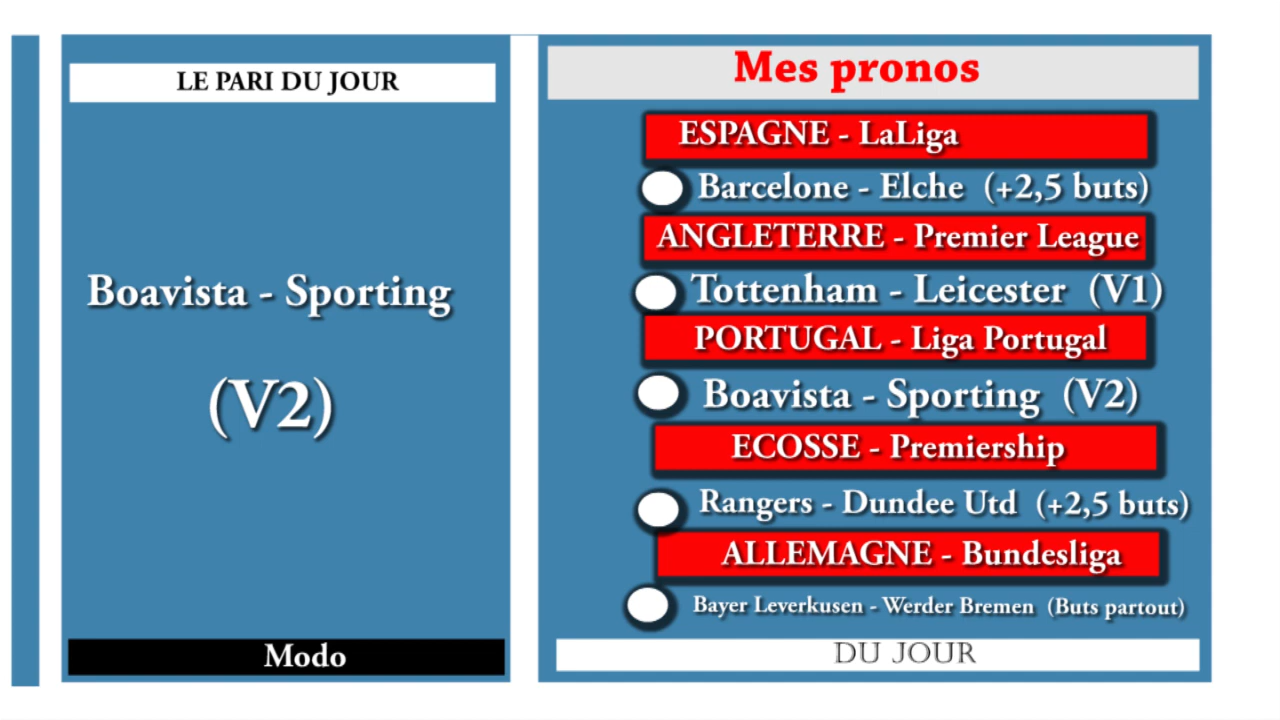 LE PARI DU JOUR
Boavista - Sporting
(V2)
Modo
Mes pronos
ESPAGNE - LaLiga
Barcelone - Elche (+2,5 buts)
ANGLETERRE - Premier League
Tottenham - Leicester (V1)
PORTUGAL - Liga Portugal
Boavista - Sporting (V2)
ECOSSE - Premiership
Rangers - Dundee Utd (+2,5 buts)
ALLEMAGNE - Bundesliga
Bayer Leverkusen - Werder Bremen (Buts partout)
DU JOUR